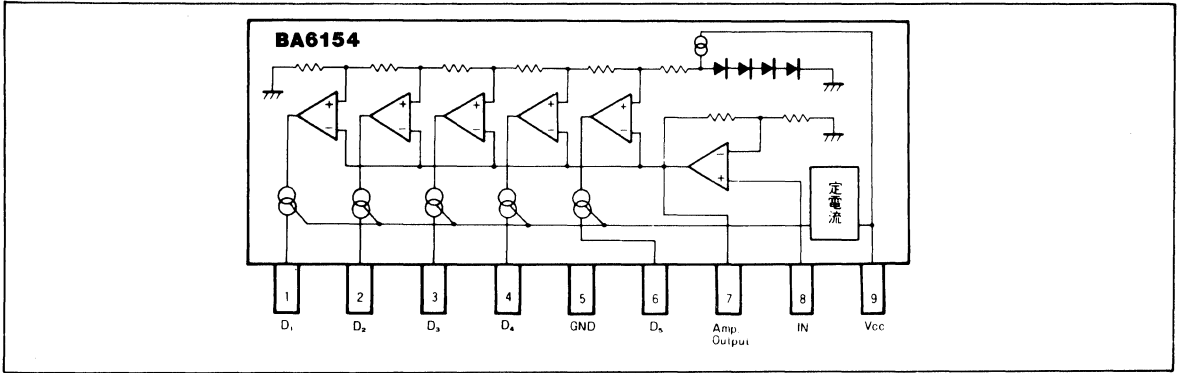 BA6154
+ + + + +
− − − − −
−
+
定電流
1 2 3 4 5 6 7 8 9
D₁ D₂ D₃ D₄ GND D₅ Amp. IN Vcc
Output